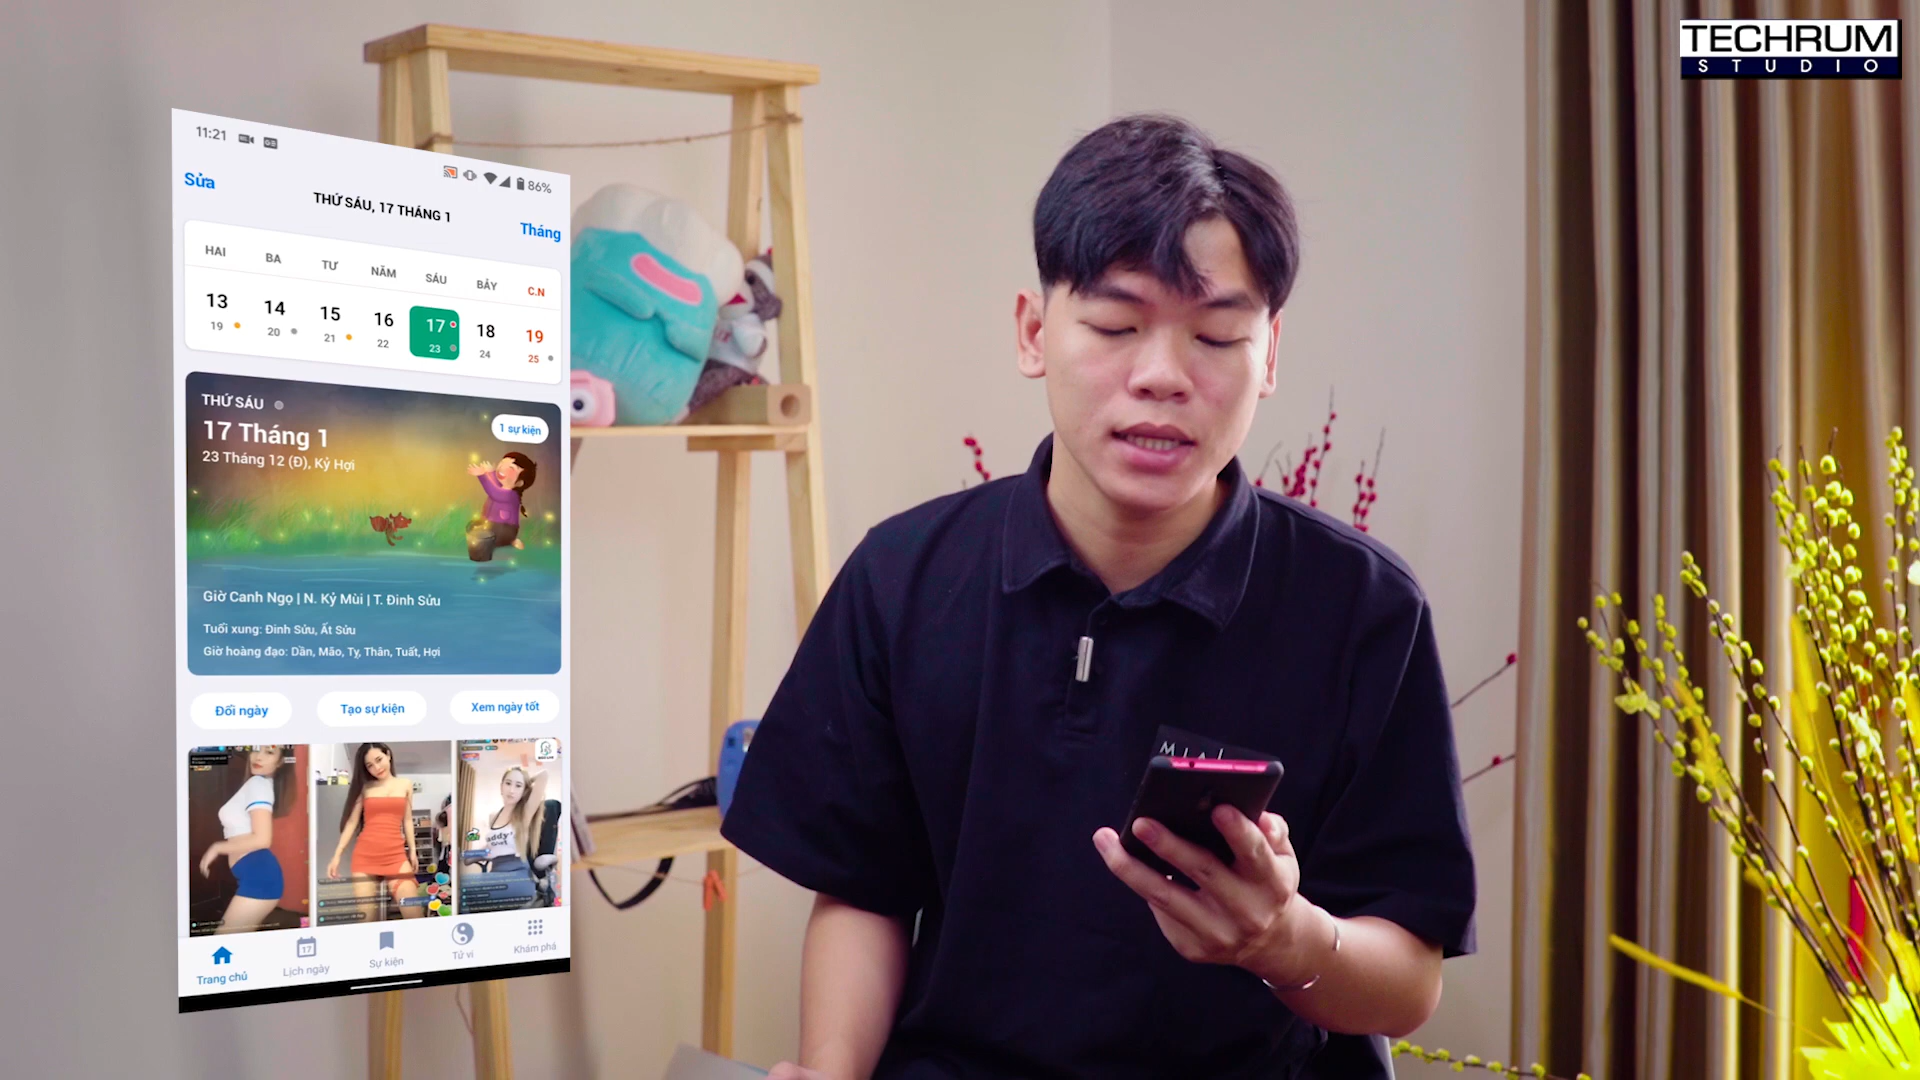 TECHRUM
STUDIO
11:21
86%
Sửa
THỨ SÁU, 17 THÁNG 1
Tháng
HAI BA TƯ NĂM SÁU BẢY C.N
13 14 15 16 17 18 19
19 20 21 22 23 24 25
THỨ SÁU
17 Tháng 1
1 sự kiện
23 Tháng 12 (Đ), Kỷ Hợi
Giờ Canh Ngọ | N. Kỷ Mùi | T. Đinh Sửu
Tuổi xung: Đinh Sửu, Ất Sửu
Giờ hoàng đạo: Dần, Mão, Tỵ, Thân, Tuất, Hợi
Đổi ngày
Tạo sự kiện
Xem ngày tốt
17
Trang chủ
Lịch ngày
Sự kiện
Tử vi
Khám phá